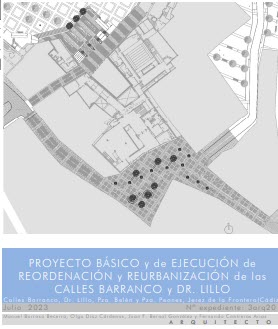 PROYECTO BÁSICO y de EJECUCIÓN de
REORDENACIÓN y REURBANIZACIÓN de las
CALLES BARRANCO y DR. LILLO
Calles Barranco, Dr. Lillo, Pza. Belén y Pza. Peones, Jerez de la Frontera(Cádiz
Julio 2023 Nº expediente: 3arq20
Manuel Barroso Becerra, Olga Díaz Cárdenas, Juan F. Bernal González y Fernando
ARQUITECTO